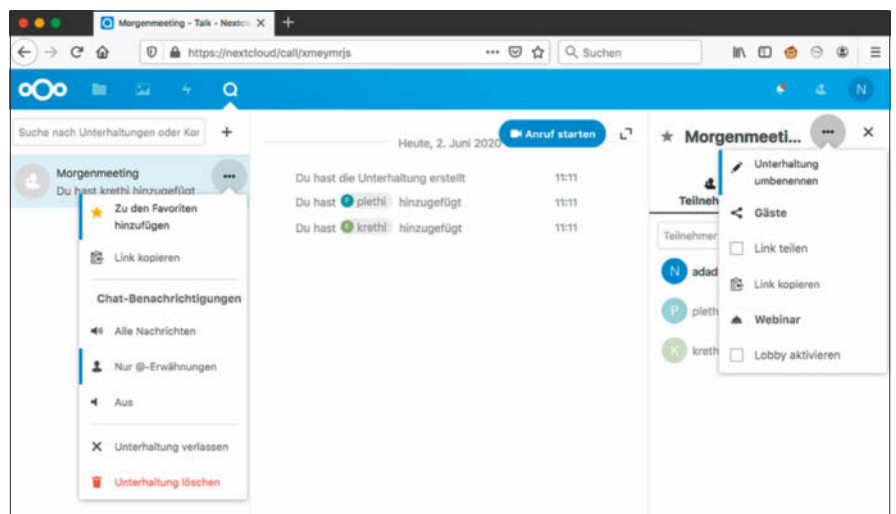 Morgenmeeting - Talk - Nextcl
https://nextcloud/call/xmeymrjs
Suchen
N
Suche nach Unterhaltungen oder Kor
Morgenmeeting
Du hast krethi hinzugefügt
Zu den Favoriten
hinzufügen
Link kopieren
Chat-Benachrichtigungen
Alle Nachrichten
Nur @-Erwähnungen
Aus
Unterhaltung verlassen
Unterhaltung löschen
Heute, 2. Juni 2020
Anruf starten
Du hast die Unterhaltung erstellt 11:11
Du hast P plethi hinzugefügt 11:11
Du hast K krethi hinzugefügt 11:11
Morgenmeeti...
Teilneh
Teilnehmer
N adad
P pleth
K kreth
Unterhaltung
umbenennen
Gäste
Link teilen
Link kopieren
Webinar
Lobby aktivieren